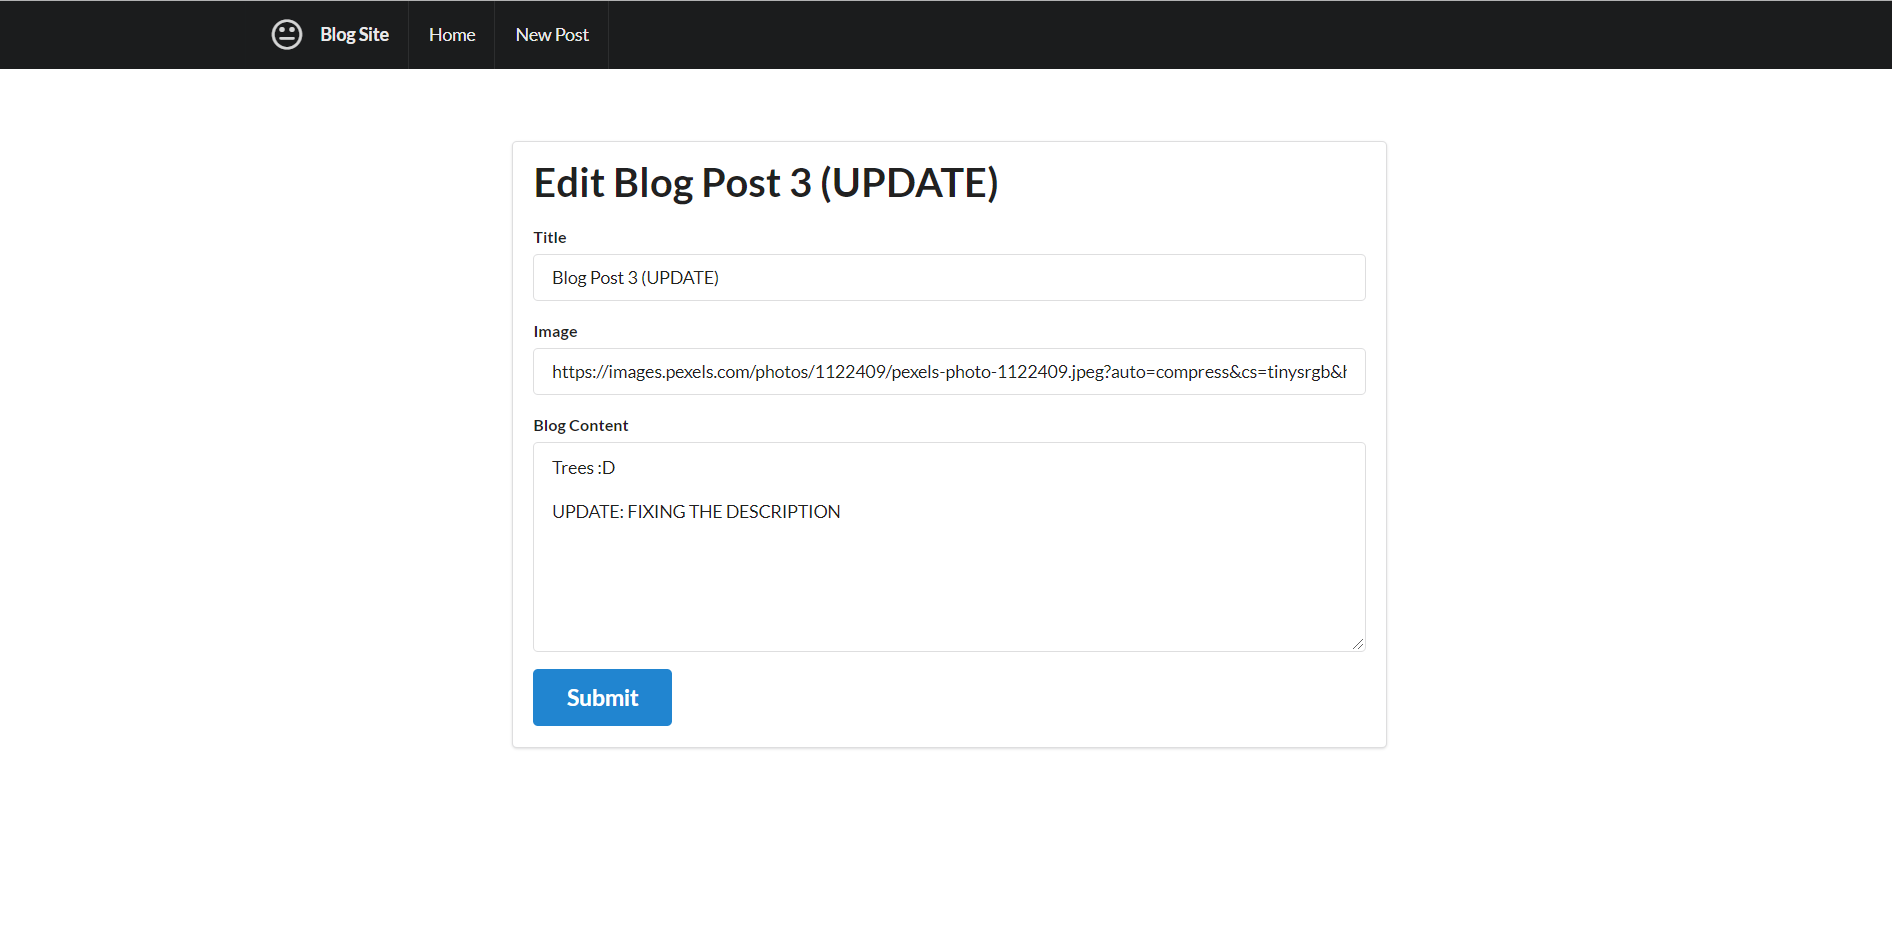 Blog Site
Home
New Post
Edit Blog Post 3 (UPDATE)
Title
Blog Post 3 (UPDATE)
Image
https://images.pexels.com/photos/1122409/pexels-photo-1122409.jpeg?auto=compress&cs=tinysrgb&
Blog Content
Trees :D
UPDATE: FIXING THE DESCRIPTION
Submit